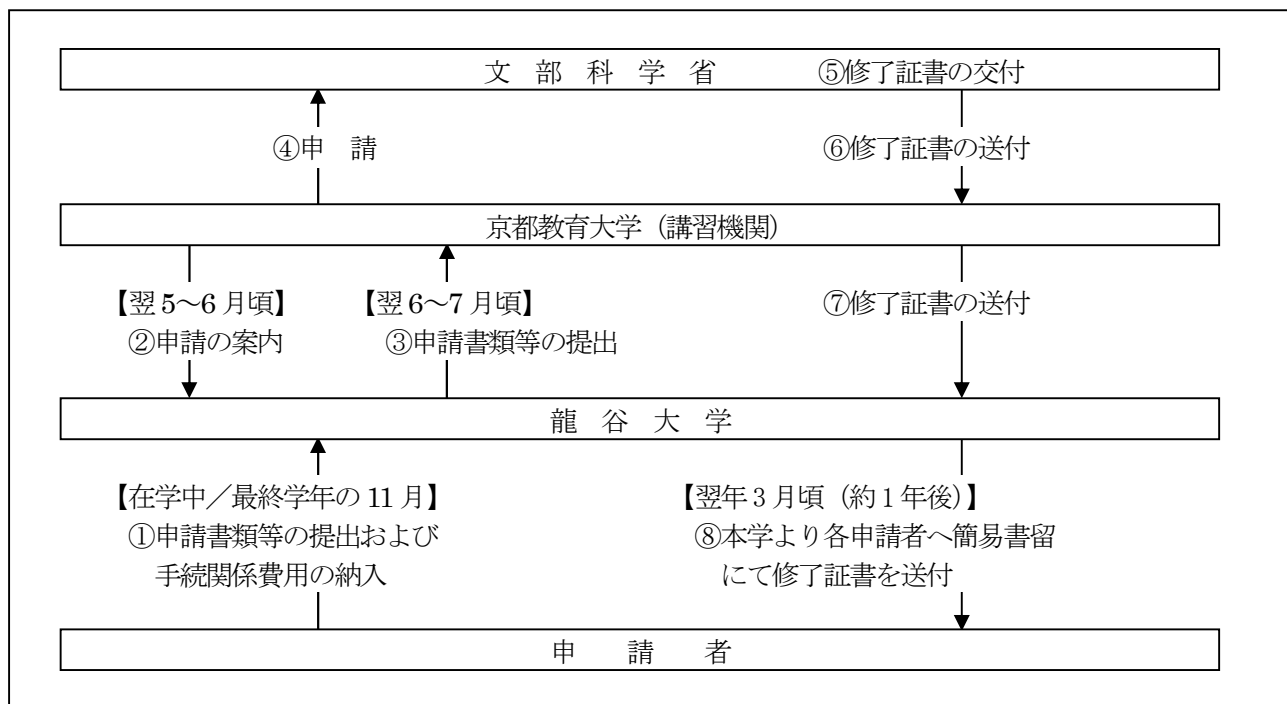 文　部　科　学　省　　　⑤修了証書の交付
④申　請
⑥修了証書の送付
京都教育大学（講習機関）
【翌 5～6 月頃】
②申請の案内
【翌 6～7 月頃】
③申請書類等の提出
⑦修了証書の送付
龍　谷　大　学
【在学中／最終学年の 11 月】
①申請書類等の提出および
手続関係費用の納入
【翌年 3 月頃（約 1 年後）】
⑧本学より各申請者へ簡易書留
にて修了証書を送付
申　　請　　者